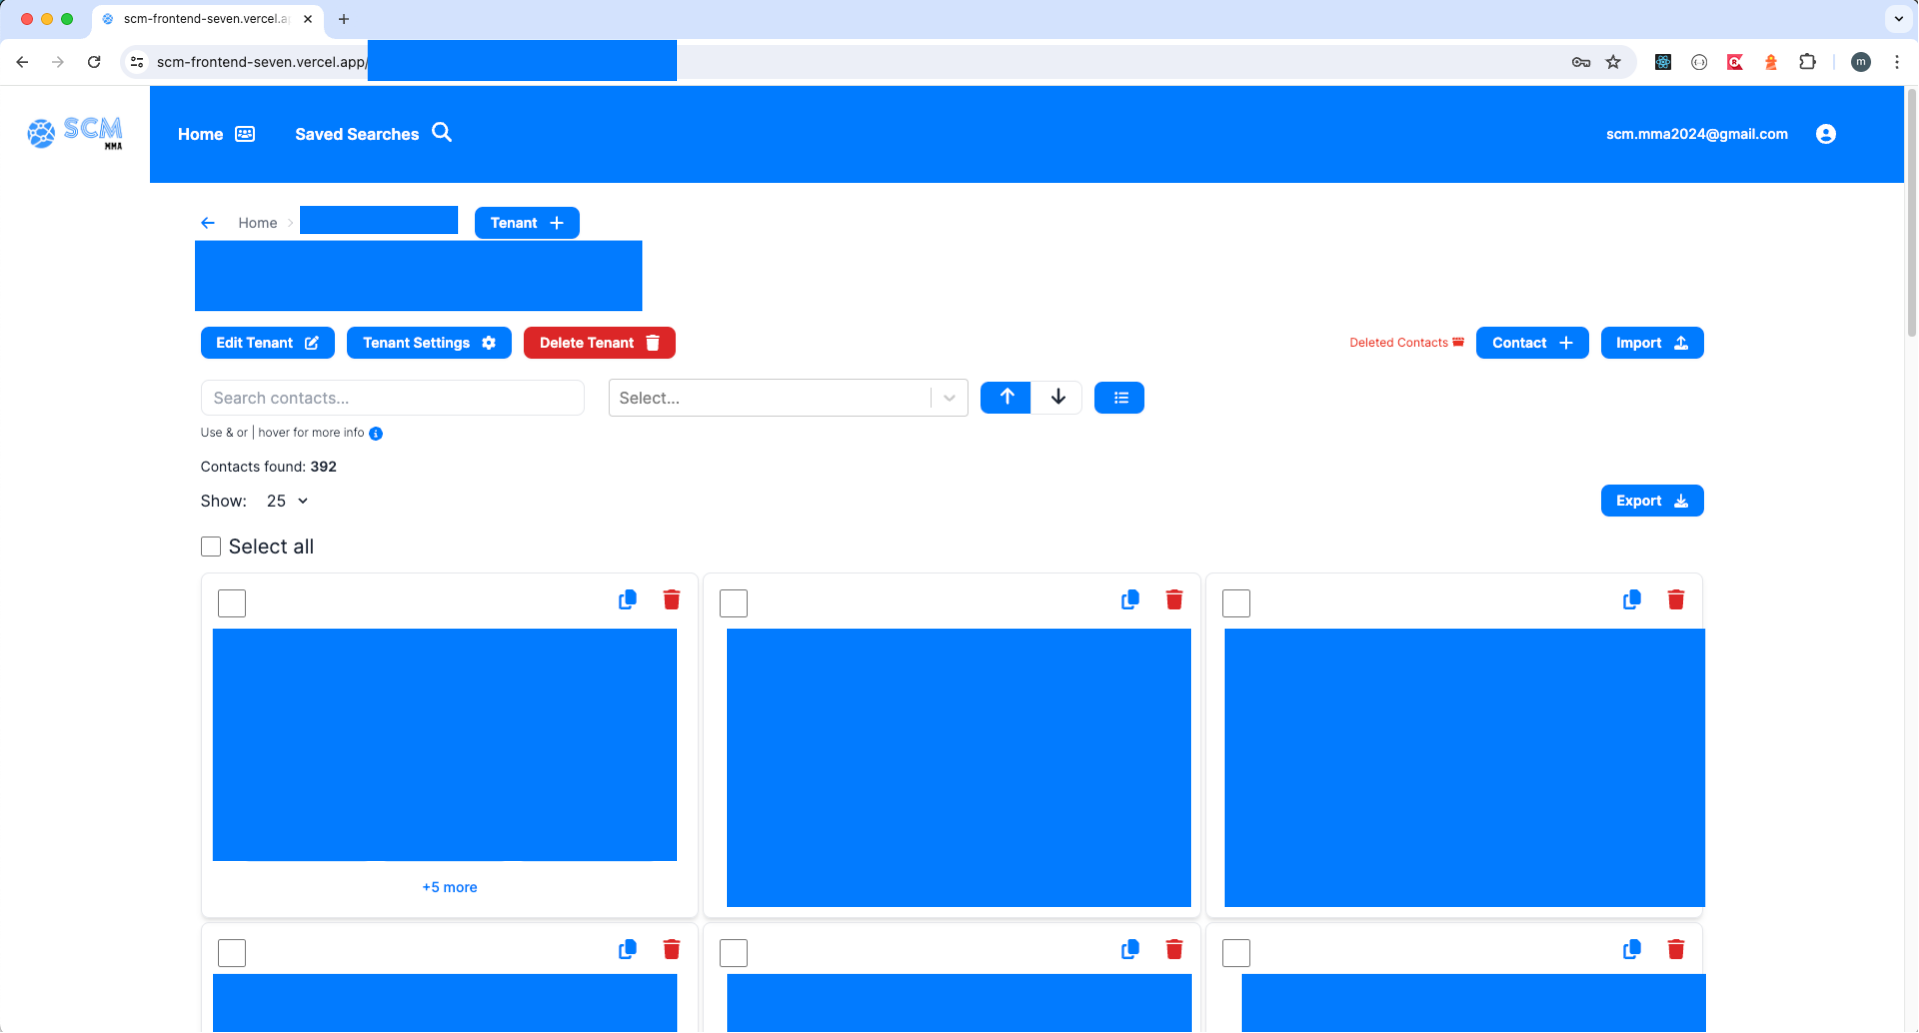 scm-frontend-seven.vercel.a
scm-frontend-seven.vercel.app/
m
SCM
MMA
Home
Saved Searches
scm.mma2024@gmail.com
Home
Tenant
Edit Tenant
Tenant Settings
Delete Tenant
Deleted Contacts
Contact
Import
Search contacts...
Select...
Use & or | hover for more info
Contacts found: 392
Show: 25
Export
Select all
+5 more